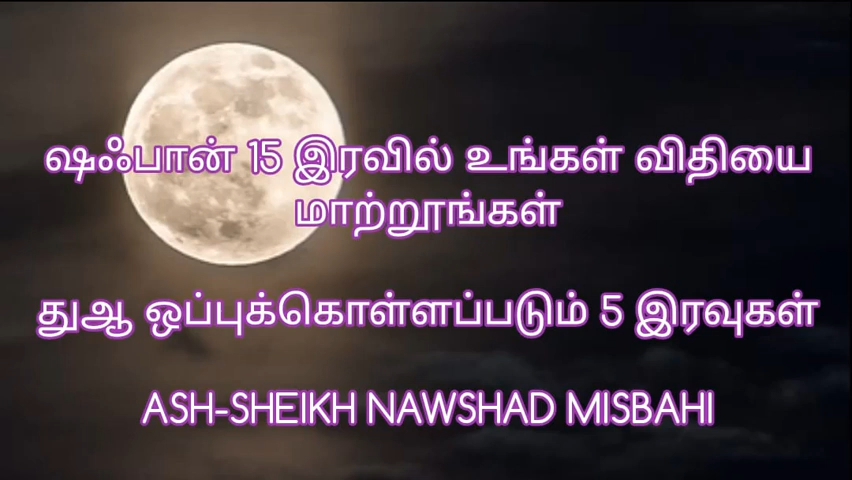 ஷஃபான் 15 இரவில் உங்கள் விதியை
மாற்றூங்கள்
துஆ ஒப்புக்கொள்ளப்படும் 5 இரவுகள்
ASH-SHEIKH NAWSHAD MISBAHI